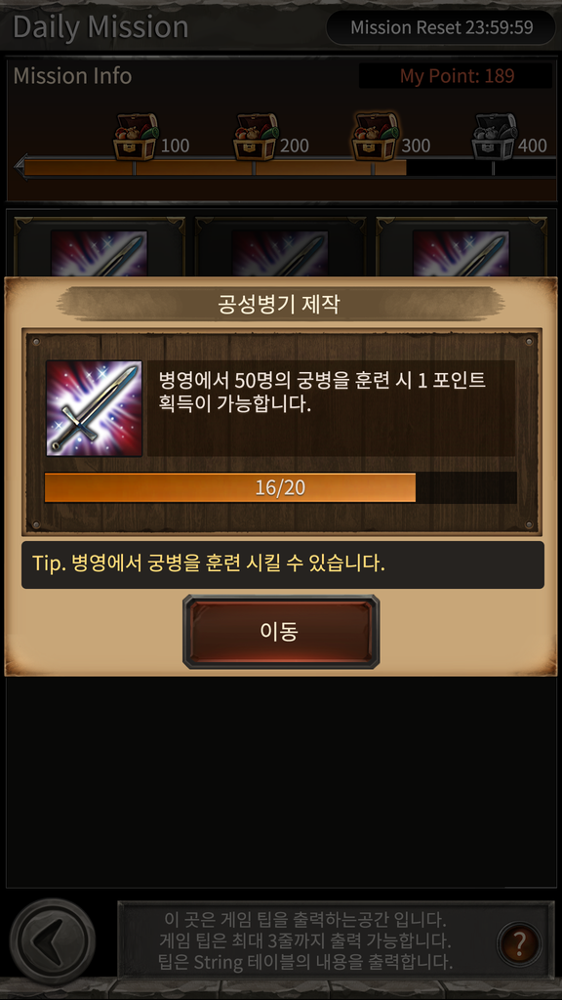 Daily Mission
Mission Reset 23:59:59
Mission Info
My Point: 189
100
200
300
400
공성병기 제작
병영에서 50명의 궁병을 훈련 시 1 포인트
획득이 가능합니다.
16/20
Tip. 병영에서 궁병을 훈련 시킬 수 있습니다.
이동
이 곳은 게임 팁을 출력하는공간 입니다.
게임 팁은 최대 3줄까지 출력 가능합니다.
팁은 String 테이블의 내용을 출력합니다.
?